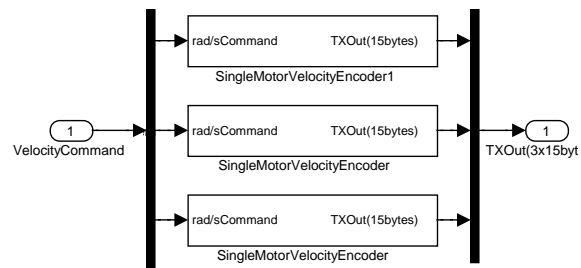 rad/sCommand TXOut(15bytes)
SingleMotorVelocityEncoder1
1
VelocityCommand
rad/sCommand TXOut(15bytes)
SingleMotorVelocityEncoder
1
TXOut(3x15byt
rad/sCommand TXOut(15bytes)
SingleMotorVelocityEncoder